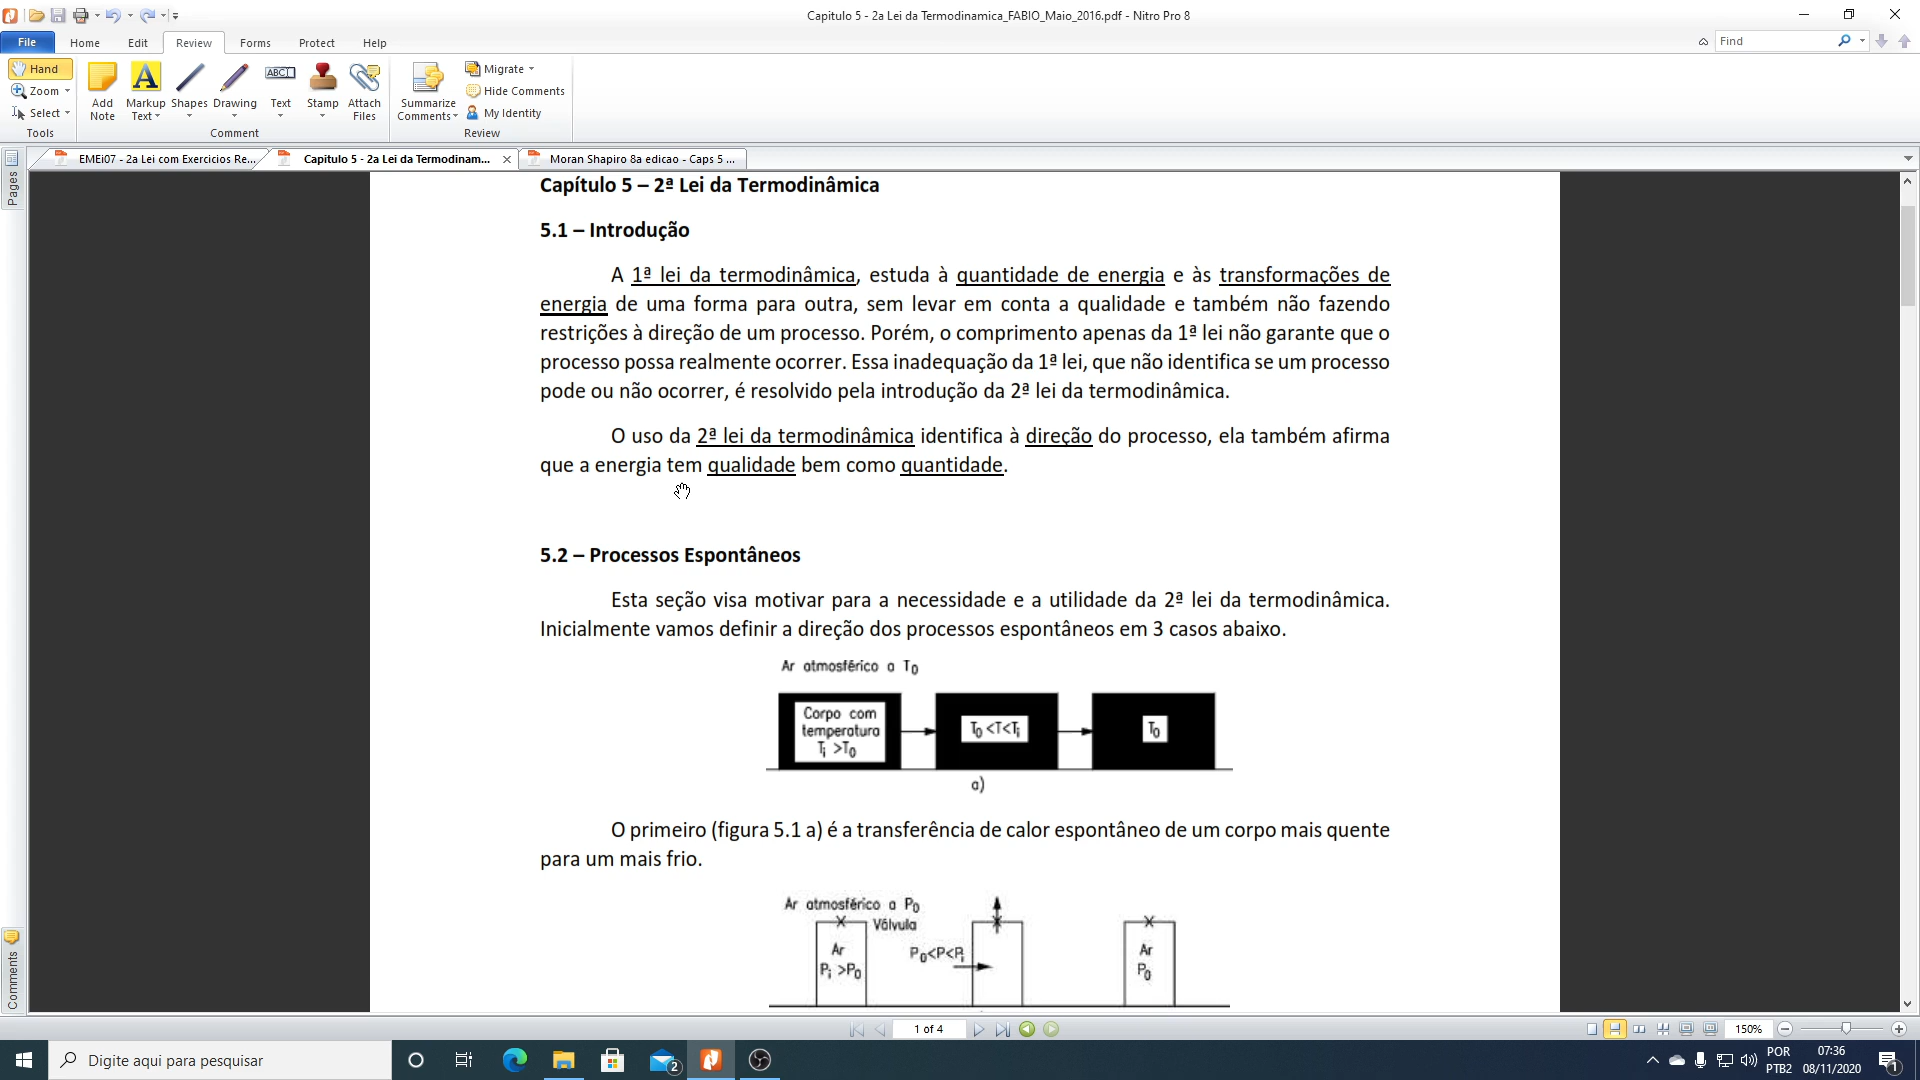 Capitulo 5 - 2a Lei da Termodinamica_FABIO_Maio_2016.pdf - Nitro Pro 8
File Home Edit Review Forms Protect Help Find
Hand
Zoom
Select
Tools
Add Note
Markup Text
Shapes
Drawing
Text
Stamp
Attach Files
Comment
Summarize Comments
Migrate
Hide Comments
My Identity
Review
EMEi07 - 2a Lei com Exercicios Re... Capitulo 5 - 2a Lei da Termodinam... Moran Shapiro 8a edicao - Caps 5 ...
Pages
Comments
Capítulo 5 – 2ª Lei da Termodinâmica
5.1 – Introdução
A 1ª lei da termodinâmica, estuda à quantidade de energia e às transformações de
energia de uma forma para outra, sem levar em conta a qualidade e também não fazendo
restrições à direção de um processo. Porém, o comprimento apenas da 1ª lei não garante que o
processo possa realmente ocorrer. Essa inadequação da 1ª lei, que não identifica se um processo
pode ou não ocorrer, é resolvido pela introdução da 2ª lei da termodinâmica.
O uso da 2ª lei da termodinâmica identifica à direção do processo, ela também afirma
que a energia tem qualidade bem como quantidade.
5.2 – Processos Espontâneos
Esta seção visa motivar para a necessidade e a utilidade da 2ª lei da termodinâmica.
Inicialmente vamos definir a direção dos processos espontâneos em 3 casos abaixo.
Ar atmosférico a T0
Corpo com
temperatura
Ti >T0
T0 <T<Ti
T0
a)
O primeiro (figura 5.1 a) é a transferência de calor espontâneo de um corpo mais quente
para um mais frio.
Ar atmosférico a P0
Válvula
Ar
Pi >P0
P0<P<Pi
Ar
P0
1 of 4
150%
Digite aqui para pesquisar
2
POR
PTB2
07:36
08/11/2020
1